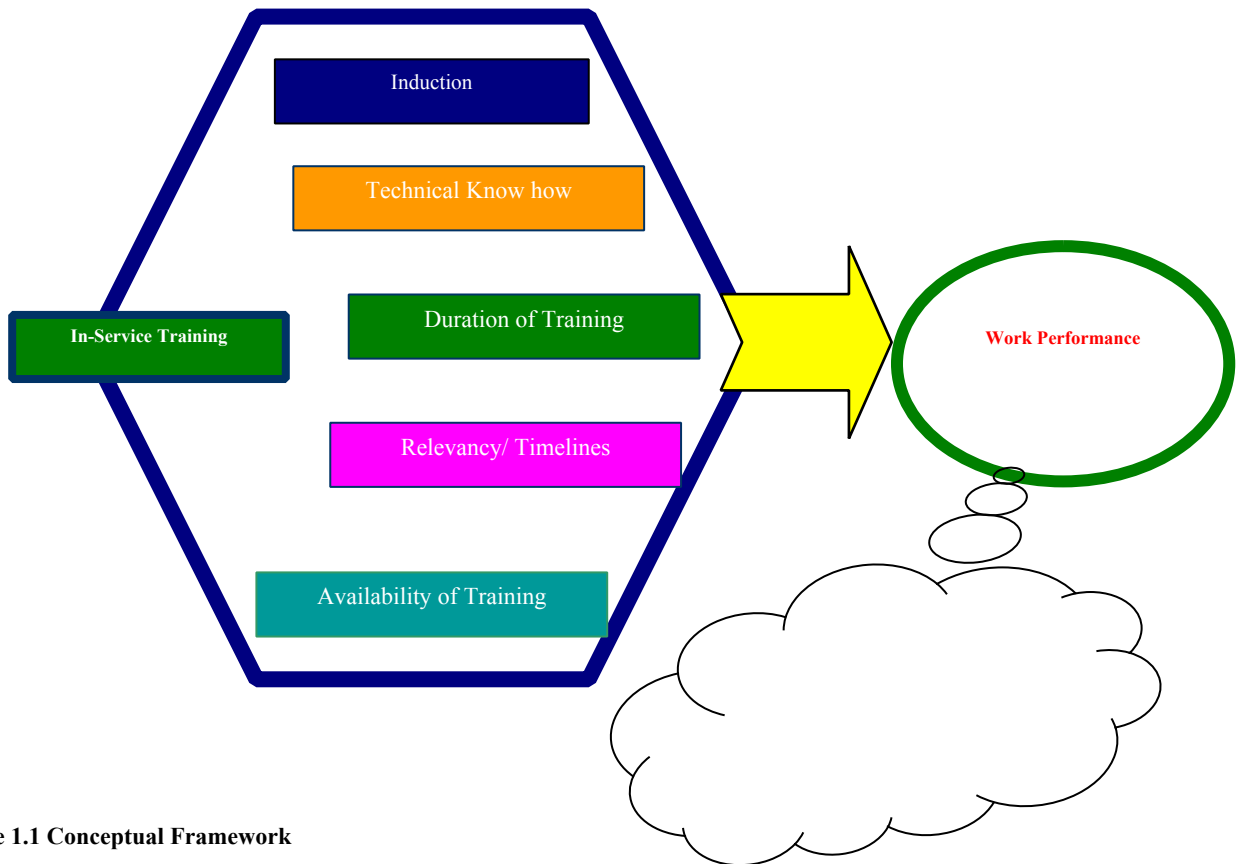 Induction
Technical Know how
Duration of Training
In-Service Training
Work Performance
Relevancy/ Timelines
Availability of Training
e 1.1 Conceptual Framework